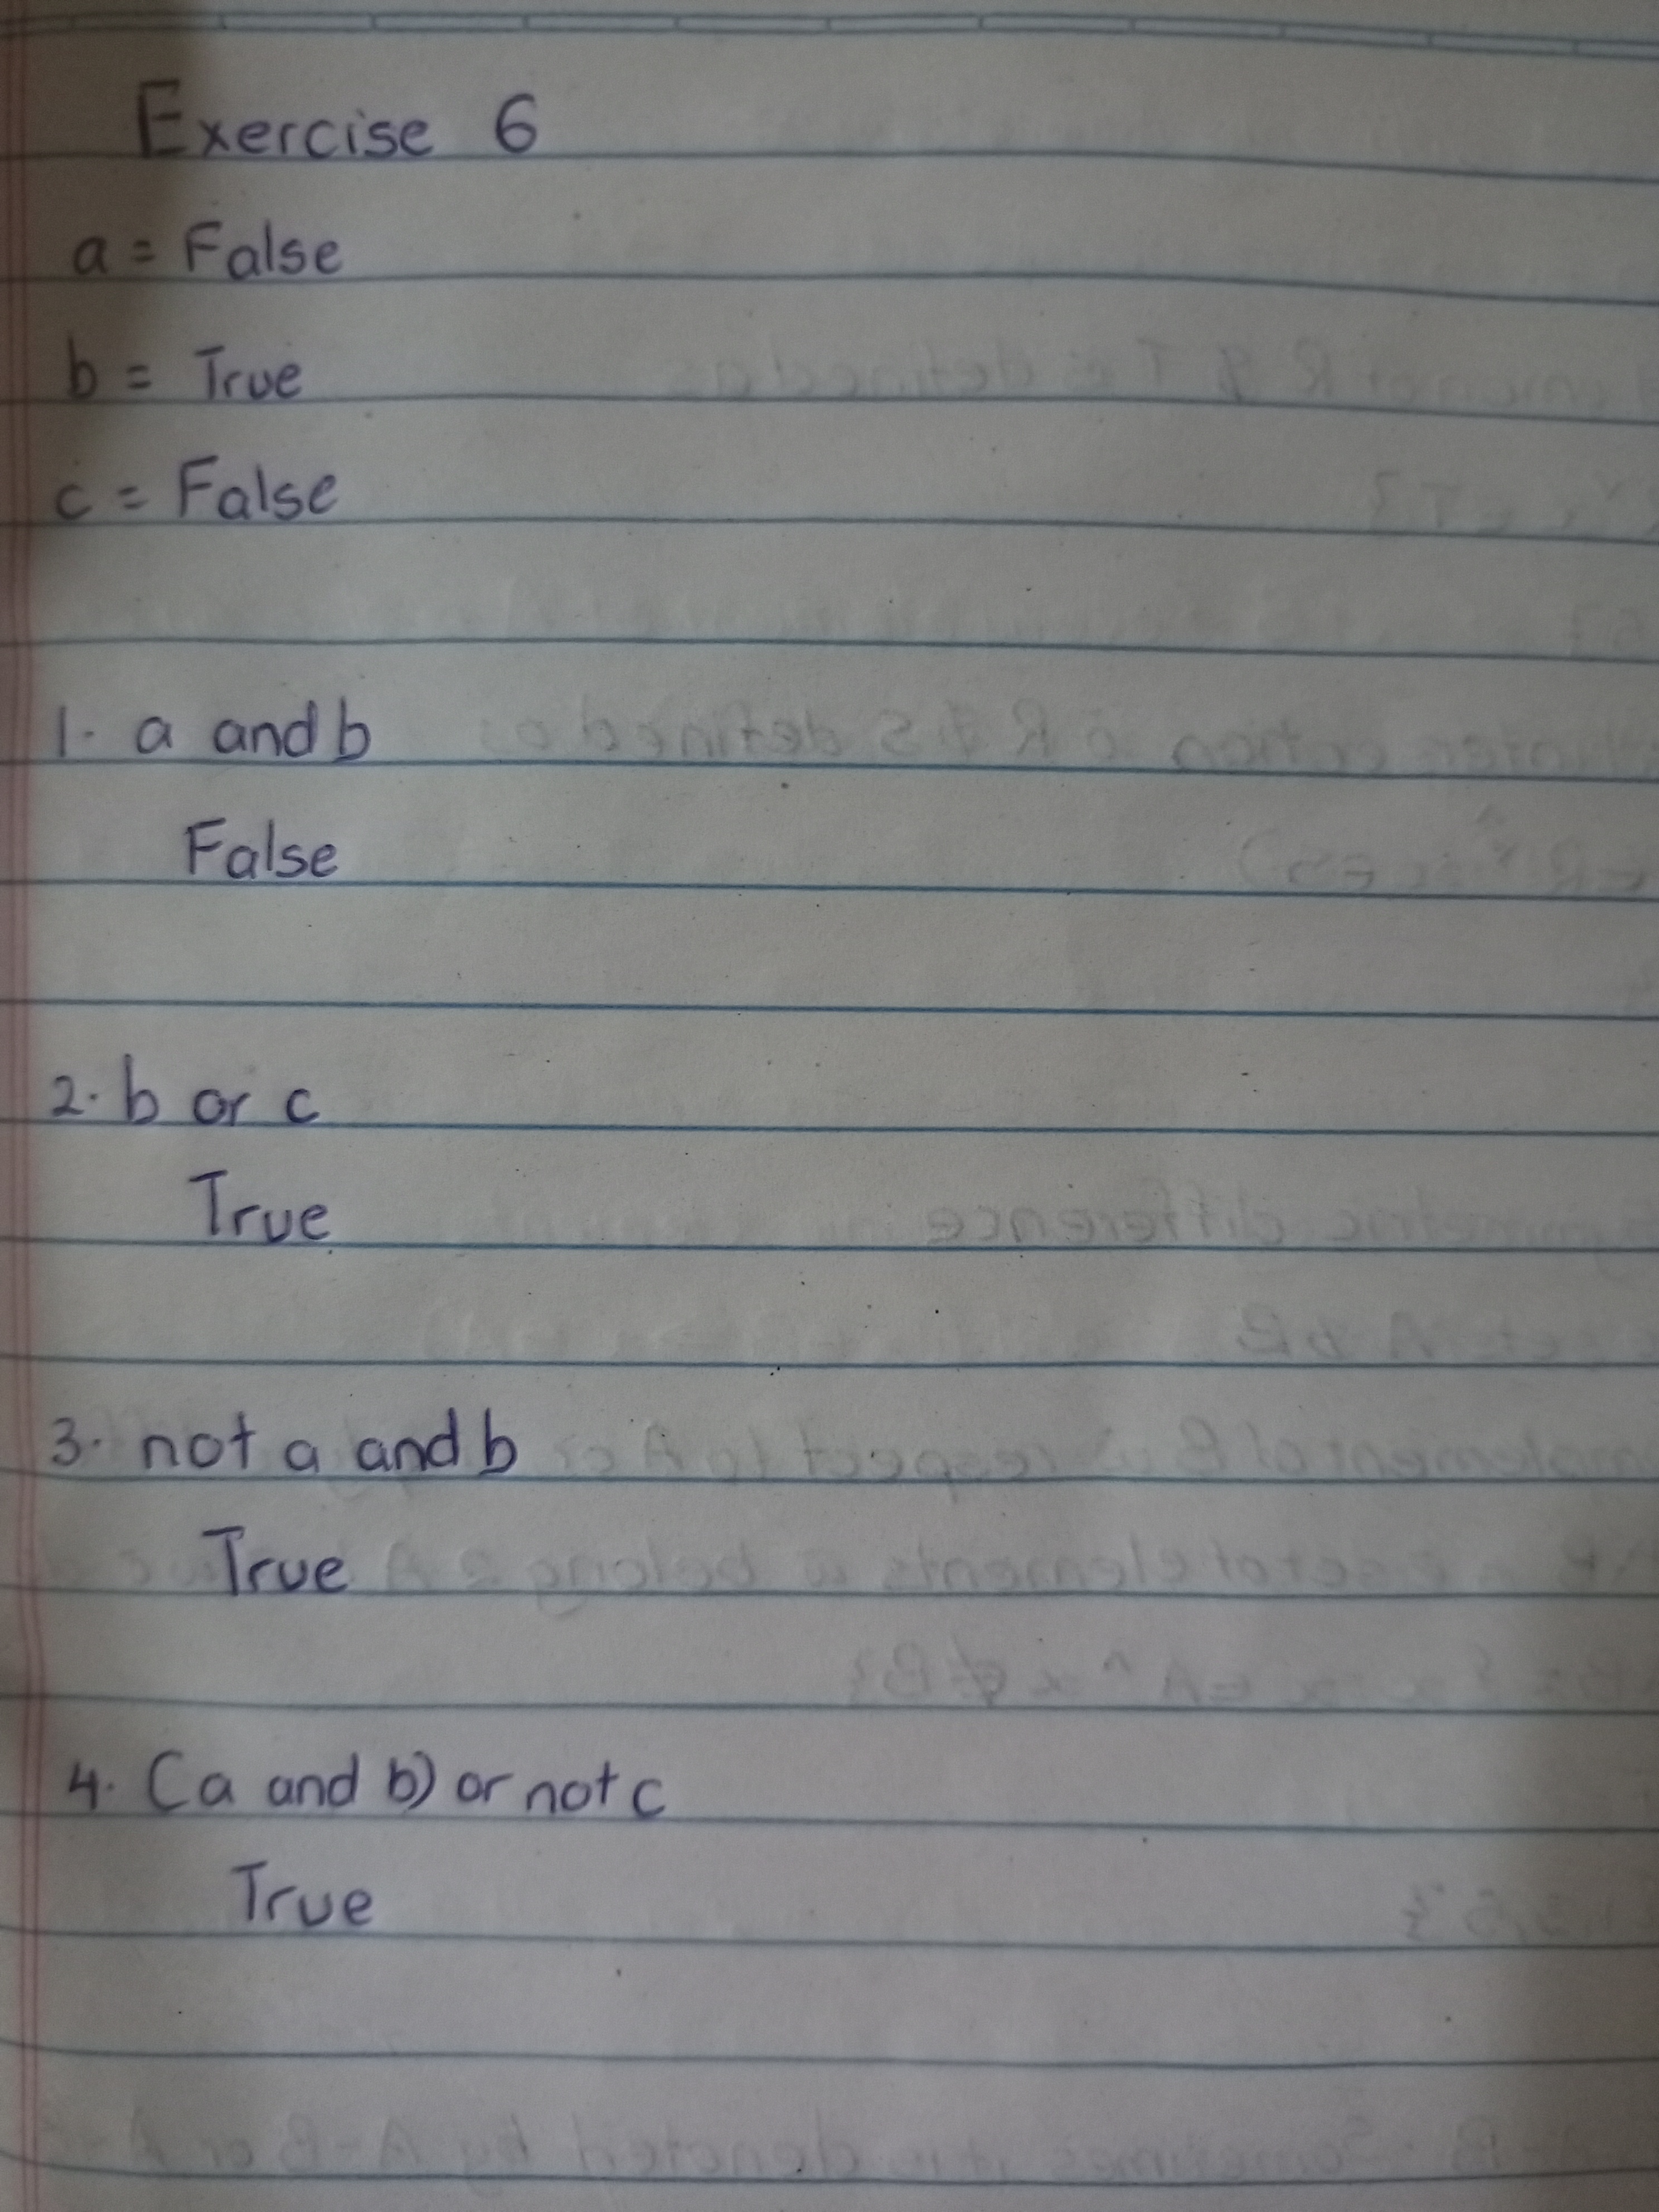 Exercise 6
a = False
b = True
c = False
1. a and b
False
2. b or c
True
3. not a and b
True
4. (a and b) or not c
True